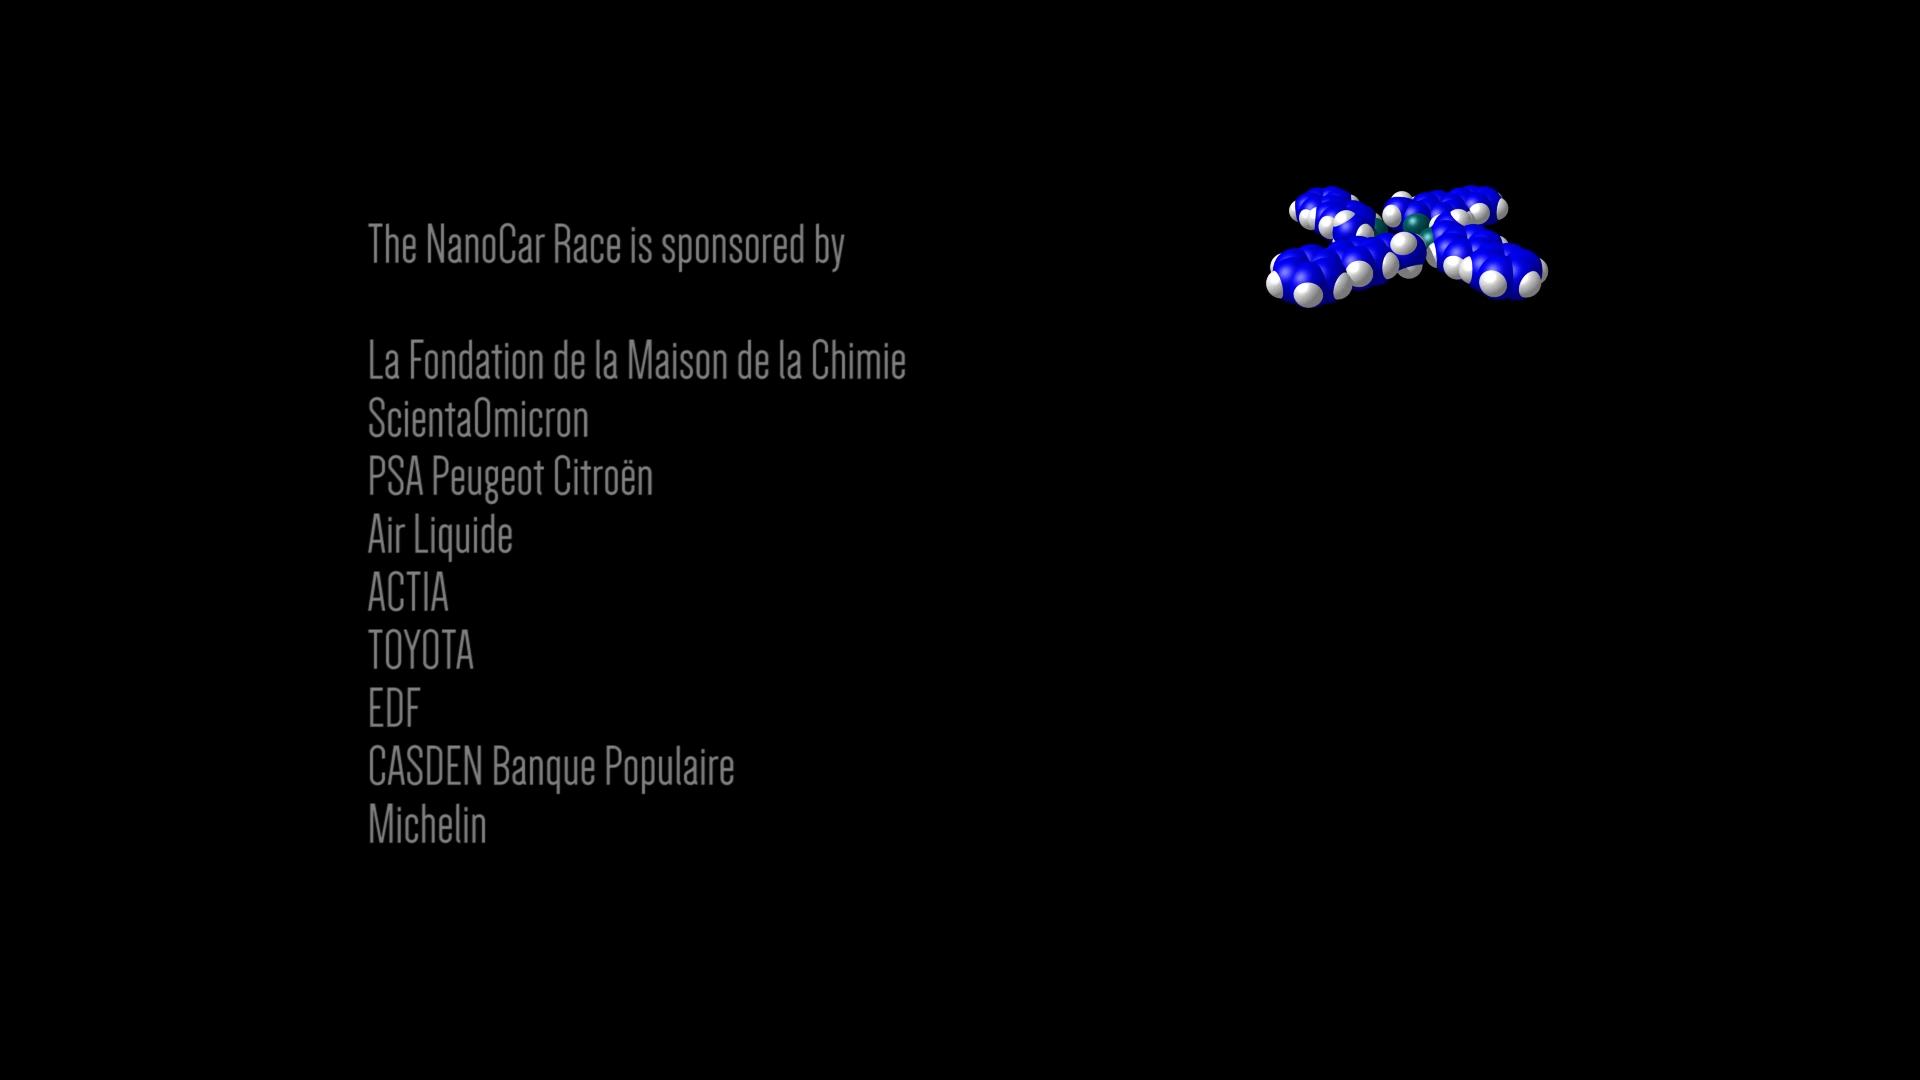 The NanoCar Race is sponsored by
La Fondation de la Maison de la Chimie
ScientaOmicron
PSA Peugeot Citroën
Air Liquide
ACTIA
TOYOTA
EDF
CASDEN Banque Populaire
Michelin